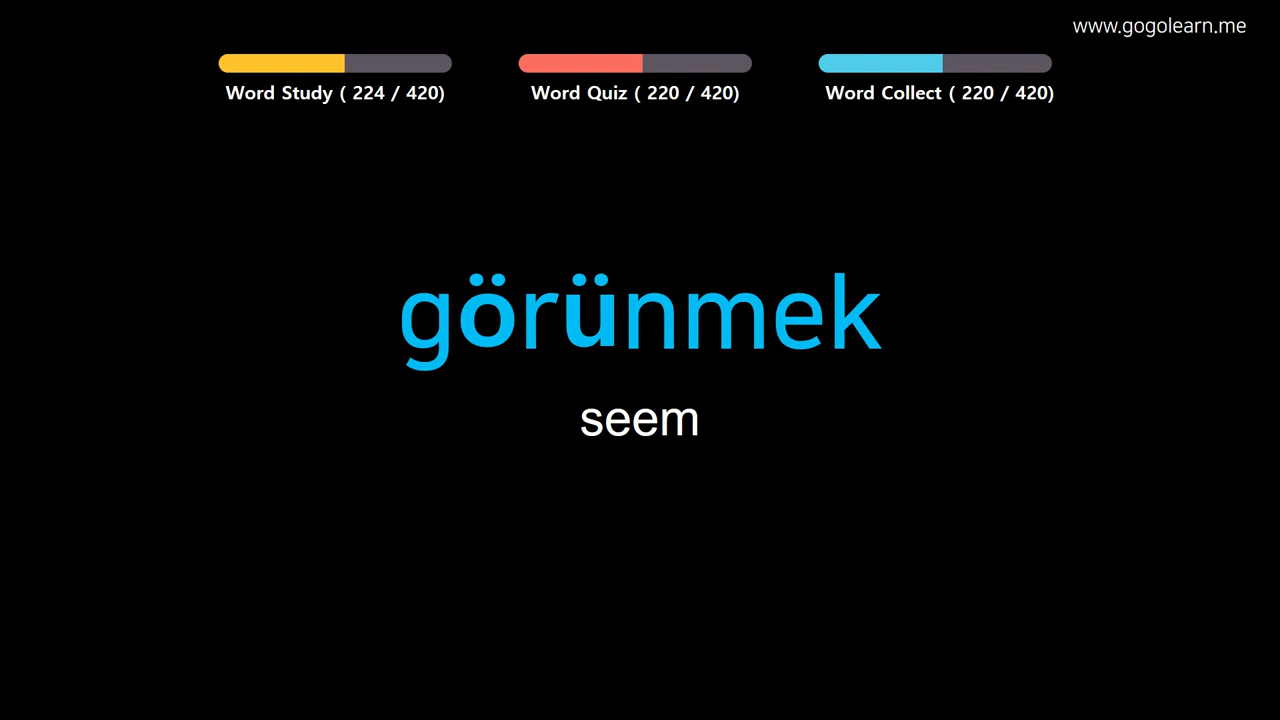 www.gogolearn.me
Word Study ( 224 / 420)
Word Quiz ( 220 / 420)
Word Collect ( 220 / 420)
görünmek
seem